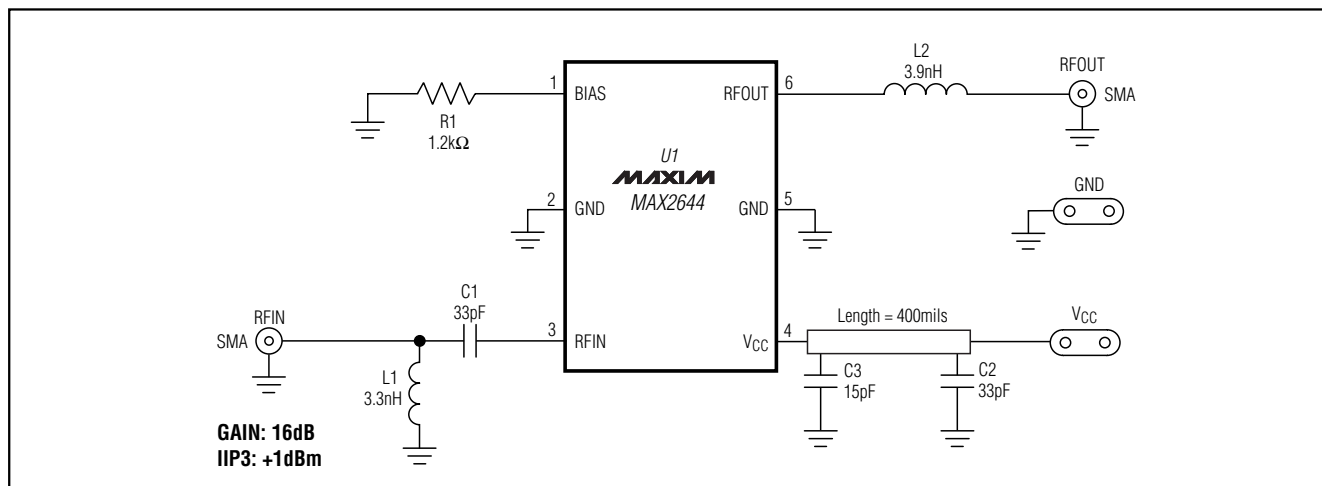 L2
3.9nH
RFOUT
SMA
1
BIAS
RFOUT
6
R1
1.2kΩ
U1
MAXIM
MAX2644
2
GND
GND
5
GND
C1
33pF
RFIN
SMA
3
RFIN
VCC
4
Length = 400mils
VCC
L1
3.3nH
C3
15pF
C2
33pF
GAIN: 16dB
IIP3: +1dBm